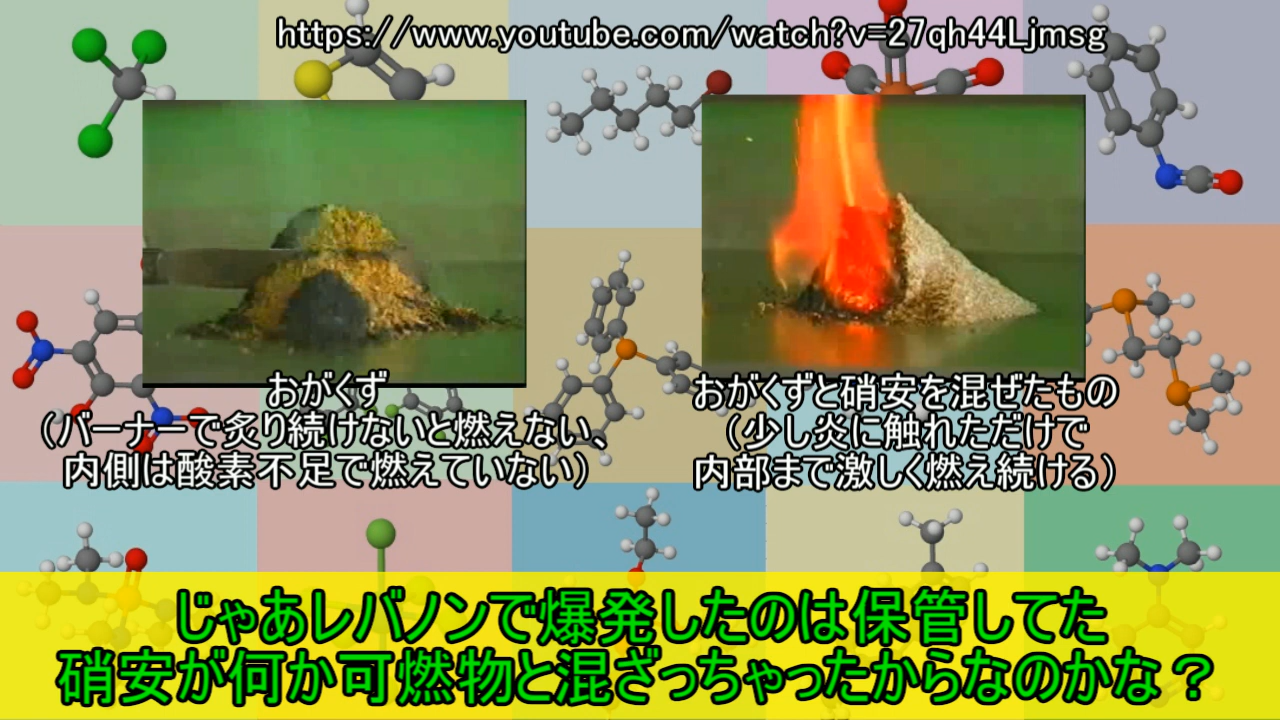 https://www.youtube.com/watch?v=27qh44Ljmsg
おがくず
（バーナーで炙り続けないと燃えない、
内側は酸素不足で燃えていない）
おがくずと硝安を混ぜたもの
（少し炎に触れただけで
内部まで激しく燃え続ける）
じゃあレバノンで爆発したのは保管してた
硝安が何か可燃物と混ざっちゃったからなのかな？